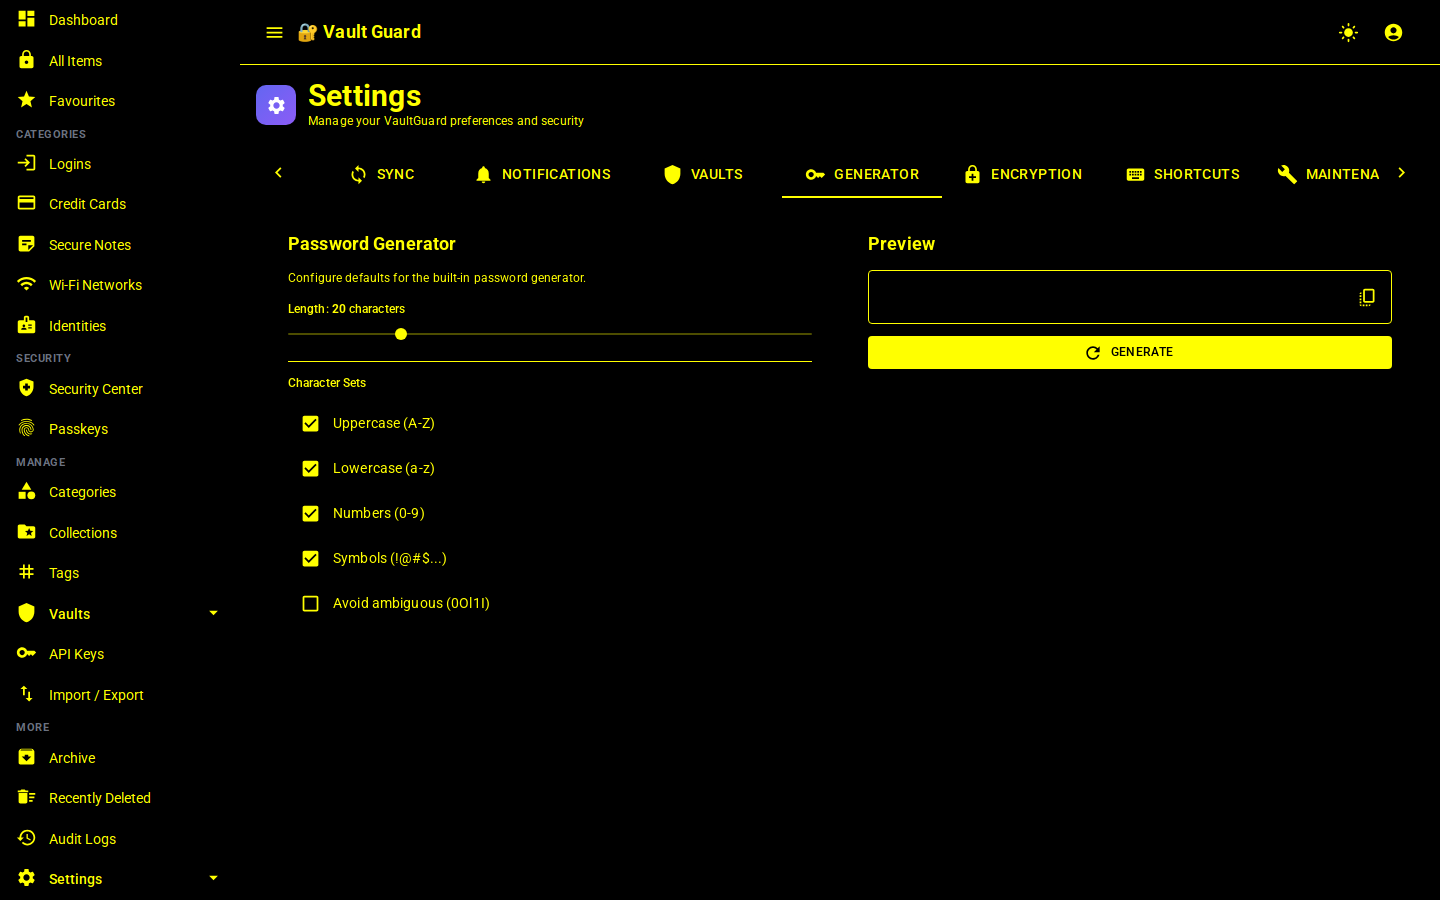 Dashboard
All Items
Favourites
CATEGORIES
Logins
Credit Cards
Secure Notes
Wi-Fi Networks
Identities
SECURITY
Security Center
Passkeys
MANAGE
Categories
Collections
Tags
Vaults
API Keys
Import / Export
MORE
Archive
Recently Deleted
Audit Logs
Settings
🔐 Vault Guard
Settings
Manage your VaultGuard preferences and security
SYNC
NOTIFICATIONS
VAULTS
GENERATOR
ENCRYPTION
SHORTCUTS
MAINTENA
Password Generator
Configure defaults for the built-in password generator.
Length: 20 characters
Character Sets
Uppercase (A-Z)
Lowercase (a-z)
Numbers (0-9)
Symbols (!@#$...)
Avoid ambiguous (0Ol1I)
Preview
GENERATE